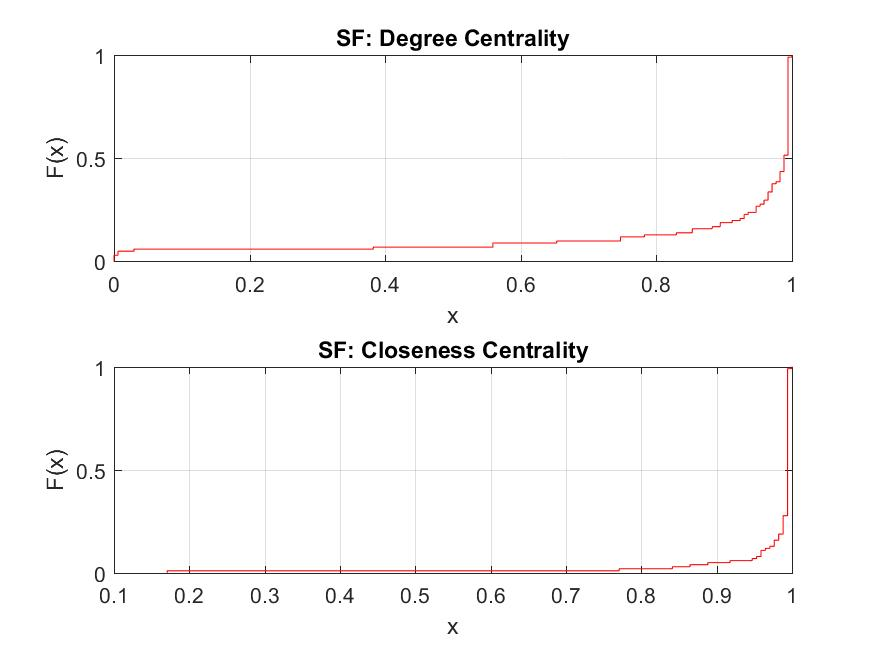 SF: Degree Centrality
1
0.5
0
F(x)
0 0.2 0.4 0.6 0.8 1
x
SF: Closeness Centrality
1
0.5
0
F(x)
0.1 0.2 0.3 0.4 0.5 0.6 0.7 0.8 0.9 1
x